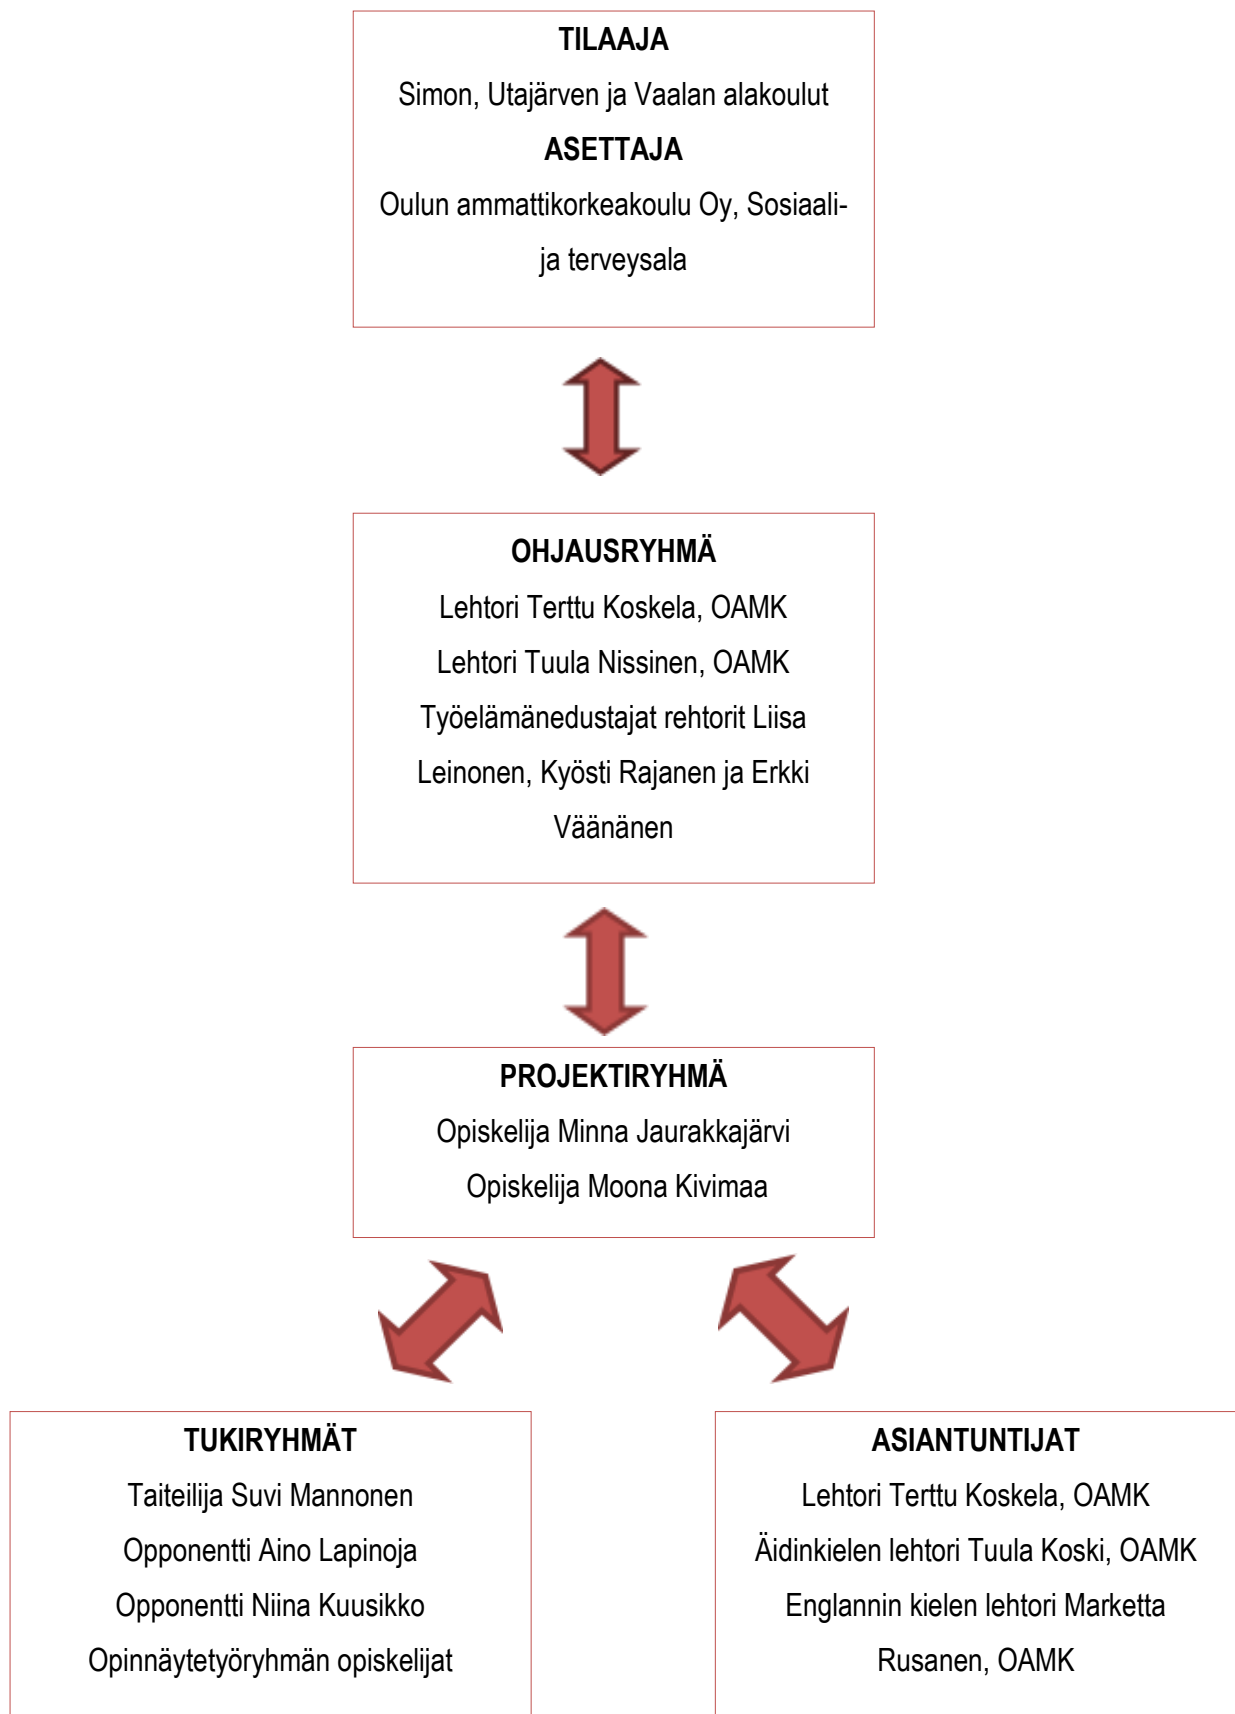 TILAAJA
Simon, Utajärven ja Vaalan alakoulut
ASETTAJA
Oulun ammattikorkeakoulu Oy, Sosiaali-
ja terveysala
OHJAUSRYHMÄ
Lehtori Terttu Koskela, OAMK
Lehtori Tuula Nissinen, OAMK
Työelämänedustajat rehtorit Liisa
Leinonen, Kyösti Rajanen ja Erkki
Väänänen
PROJEKTIRYHMÄ
Opiskelija Minna Jaurakkajärvi
Opiskelija Moona Kivimaa
TUKIRYHMÄT
Taiteilija Suvi Mannonen
Opponentti Aino Lapinoja
Opponentti Niina Kuusikko
Opinnäytetyöryhmän opiskelijat
ASIANTUNTIJAT
Lehtori Terttu Koskela, OAMK
Äidinkielen lehtori Tuula Koski, OAMK
Englannin kielen lehtori Marketta
Rusanen, OAMK